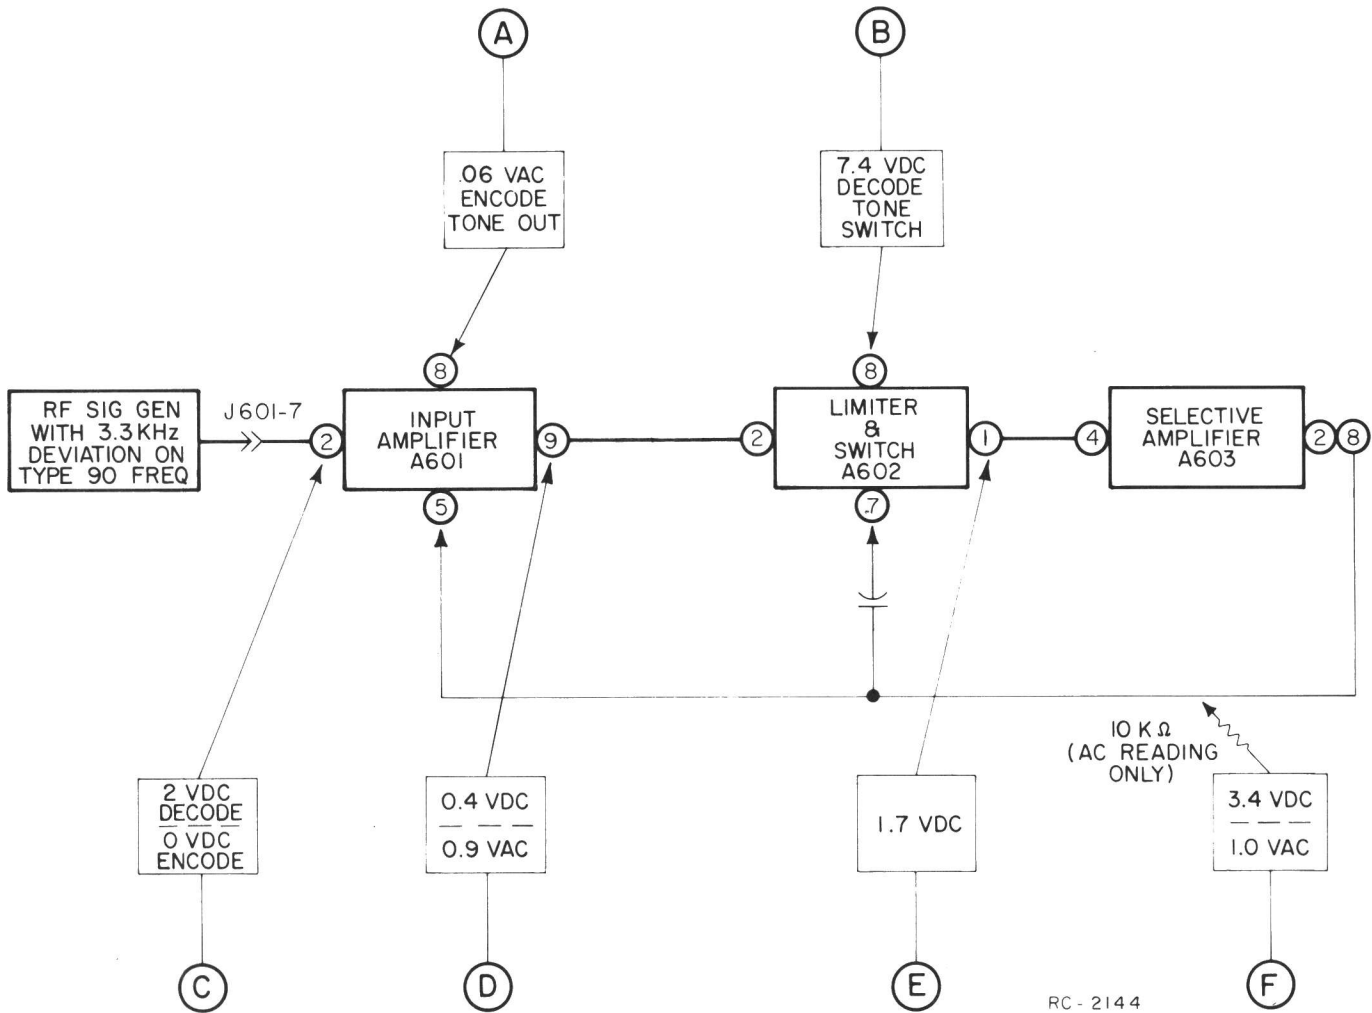 A
B
.06 VAC
ENCODE
TONE OUT
7.4 VDC
DECODE
TONE
SWITCH
8
8
RF SIG GEN
WITH 3.3 KHz
DEVIATION ON
TYPE 90 FREQ
J601-7
2
INPUT
AMPLIFIER
A601
9
2
LIMITER
&
SWITCH
A602
1
4
SELECTIVE
AMPLIFIER
A603
2
8
5
7
10 K Ω
(AC READING
ONLY)
2 VDC
DECODE
0 VDC
ENCODE
0.4 VDC
0.9 VAC
1.7 VDC
3.4 VDC
1.0 VAC
C
D
E
F
RC - 2144